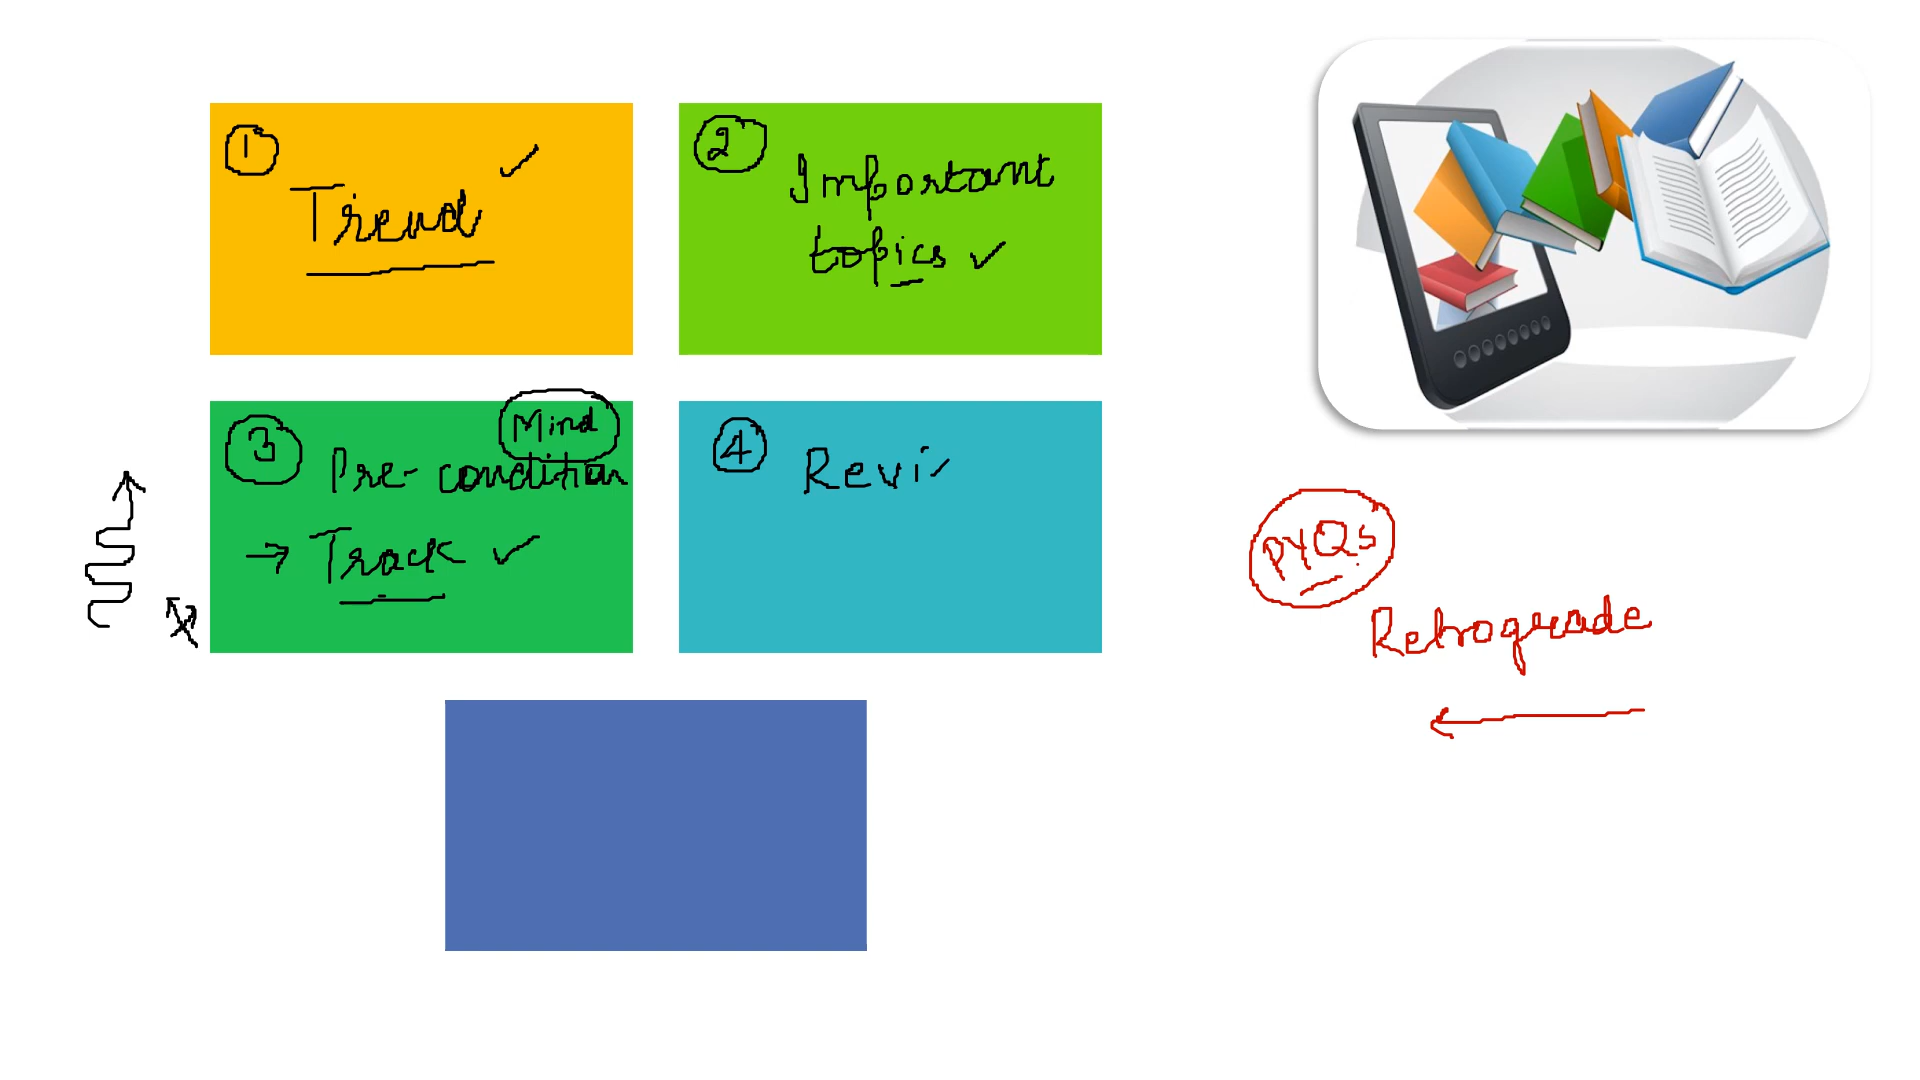 1
Trend
2
Important
topics
3
Mind
Pre-condition
→ Track
4
Revi
PYQs
Retrograde